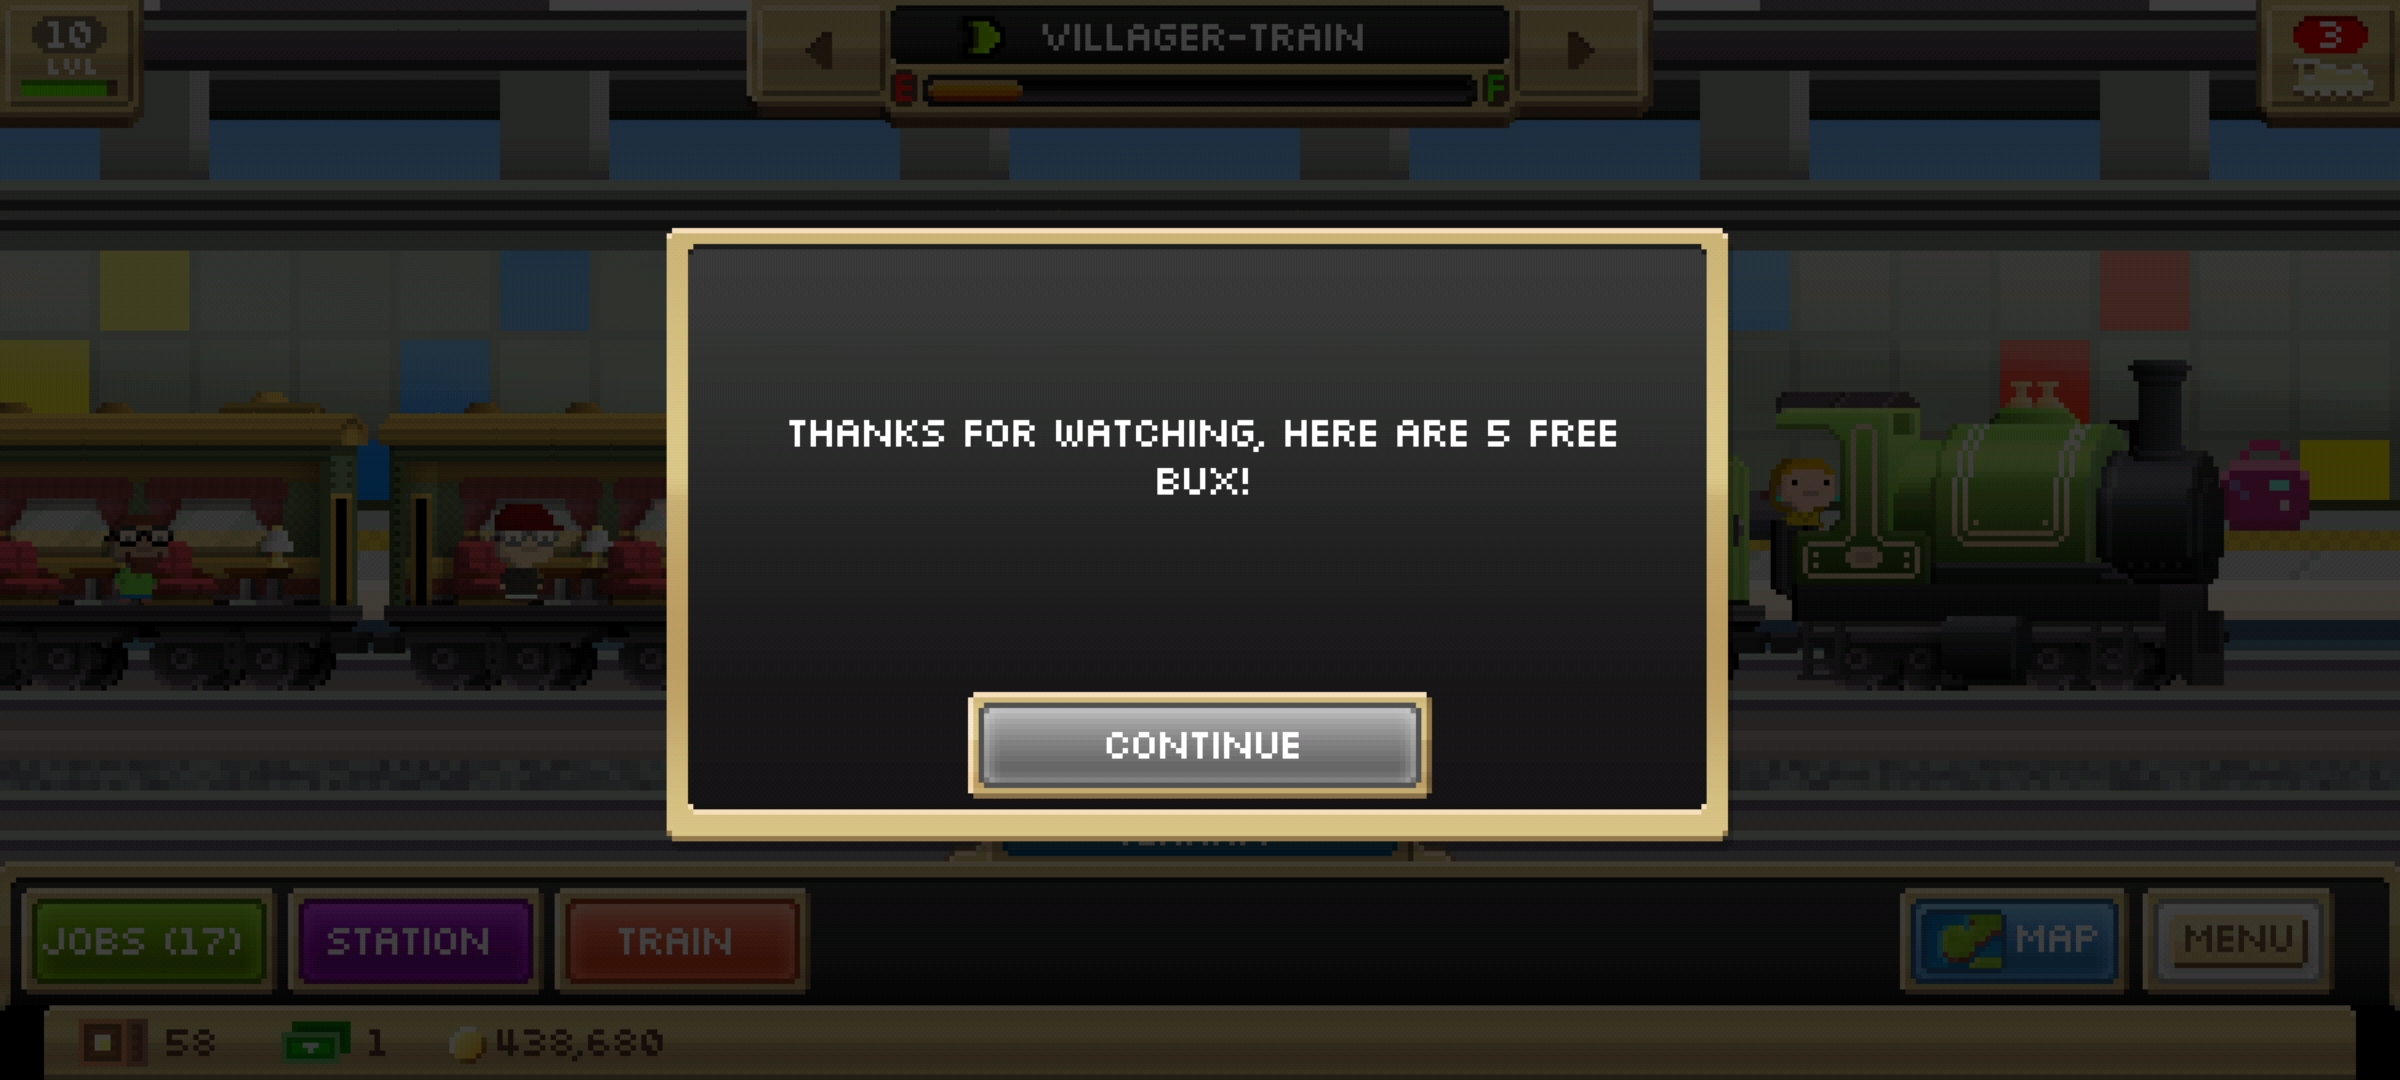 10
LVL
VILLAGER-TRAIN
E
F
3
THANKS FOR WATCHING, HERE ARE 5 FREE
BUX!
CONTINUE
JOBS (17)
STATION
TRAIN
MAP
MENU
58
1
438,680